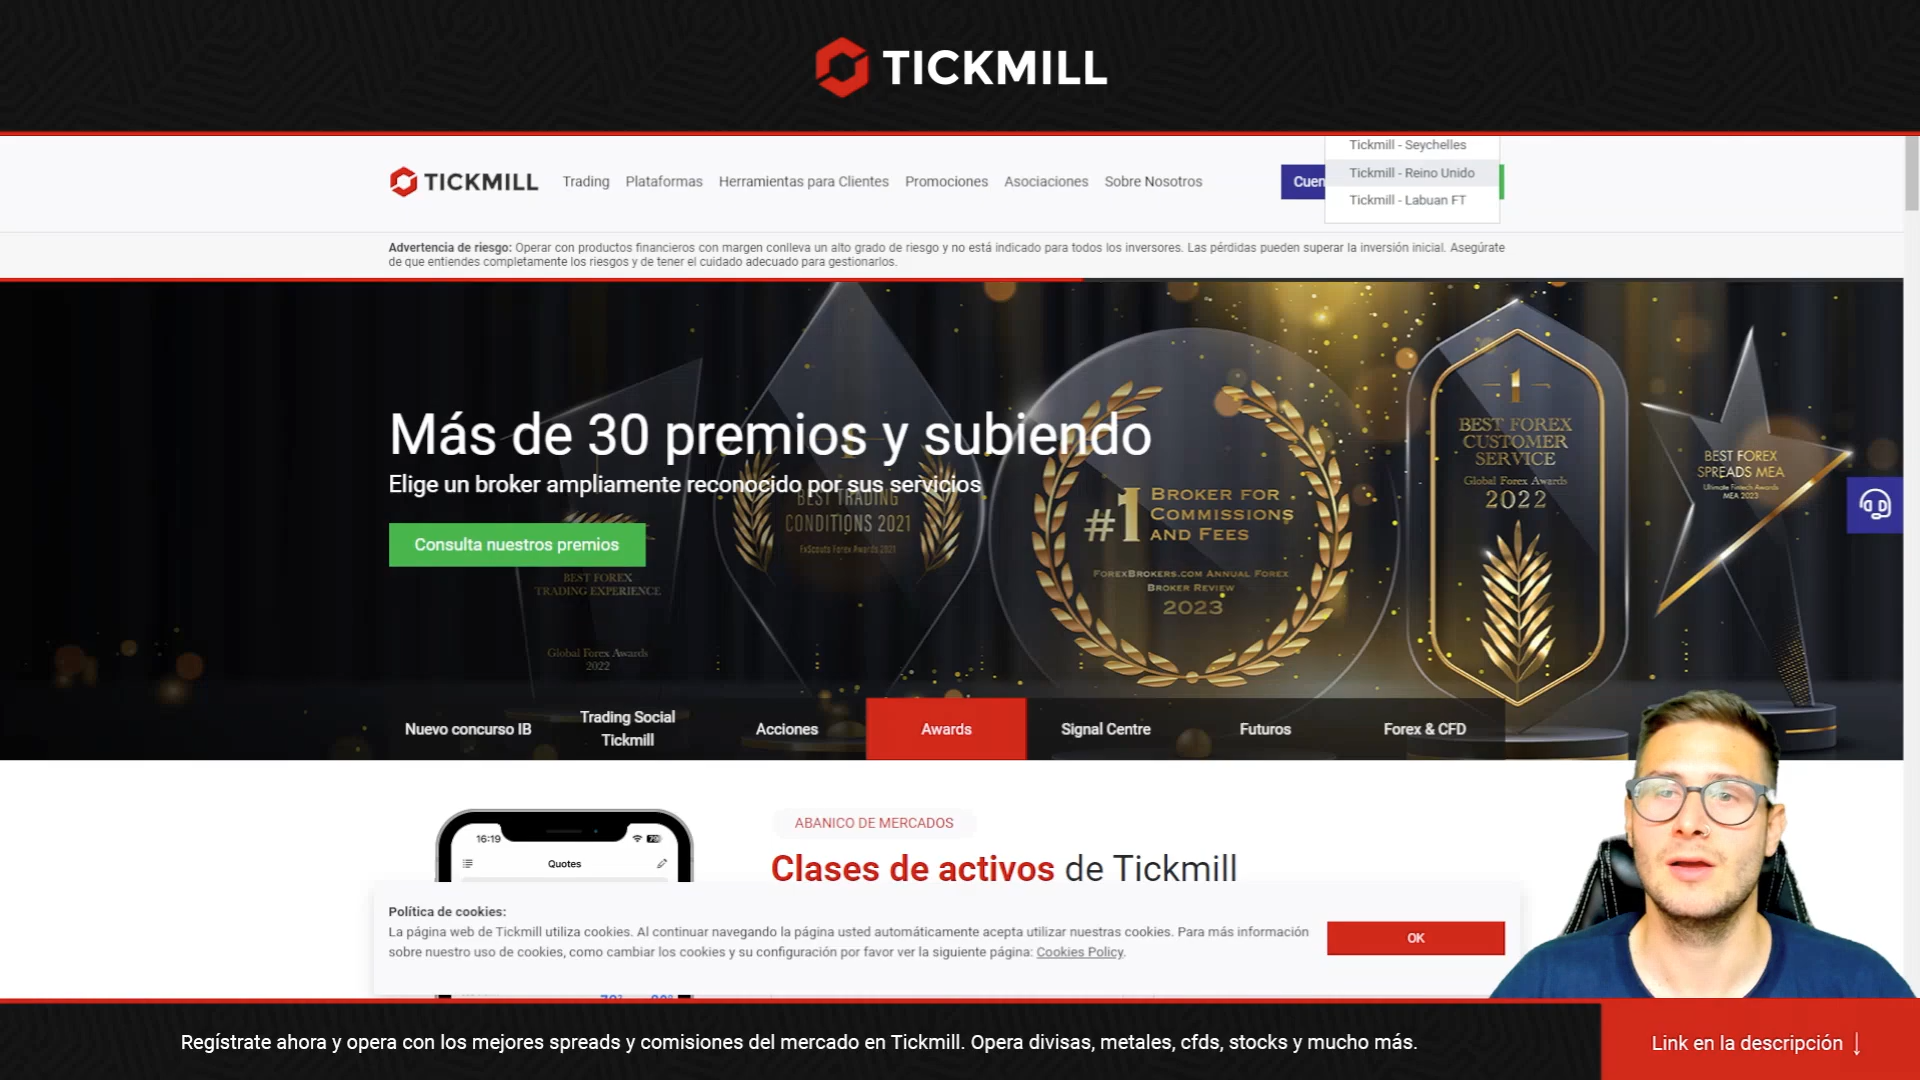 TICKMILL
TICKMILL
Trading
Plataformas
Herramientas para Clientes
Promociones
Asociaciones
Sobre Nosotros
Cuen
Tickmill - Seychelles
Tickmill - Reino Unido
Tickmill - Labuan FT
Advertencia de riesgo: Operar con productos financieros con margen conlleva un alto grado de riesgo y no está indicado para todos los inversores. Las pérdidas pueden superar la inversión inicial. Asegúrate
de que entiendes completamente los riesgos y de tener el cuidado adecuado para gestionarlos.
Más de 30 premios y subiendo
Elige un broker ampliamente reconocido por sus servicios
Consulta nuestros premios
BEST FOREX
TRADING EXPERIENCE
Global Forex Awards
2022
BEST TRADING
CONDITIONS 2021
FxScouts Forex Awards 2021
#1 BROKER FOR
COMMISSIONS
AND FEES
FOREXBROKERS.COM ANNUAL FOREX
BROKER REVIEW
2023
1
BEST FOREX
CUSTOMER
SERVICE
Global Forex Awards
2022
BEST FOREX
SPREADS MEA
Ultimate Fintech Awards
MEA 2023
Nuevo concurso IB
Trading Social
Tickmill
Acciones
Awards
Signal Centre
Futuros
Forex & CFD
16:19
Quotes
ABANICO DE MERCADOS
Clases de activos de Tickmill
Política de cookies:
La página web de Tickmill utiliza cookies. Al continuar navegando la página usted automáticamente acepta utilizar nuestras cookies. Para más información
sobre nuestro uso de cookies, como cambiar los cookies y su configuración por favor ver la siguiente página: Cookies Policy.
OK
Regístrate ahora y opera con los mejores spreads y comisiones del mercado en Tickmill. Opera divisas, metales, cfds, stocks y mucho más.
Link en la descripción ↓